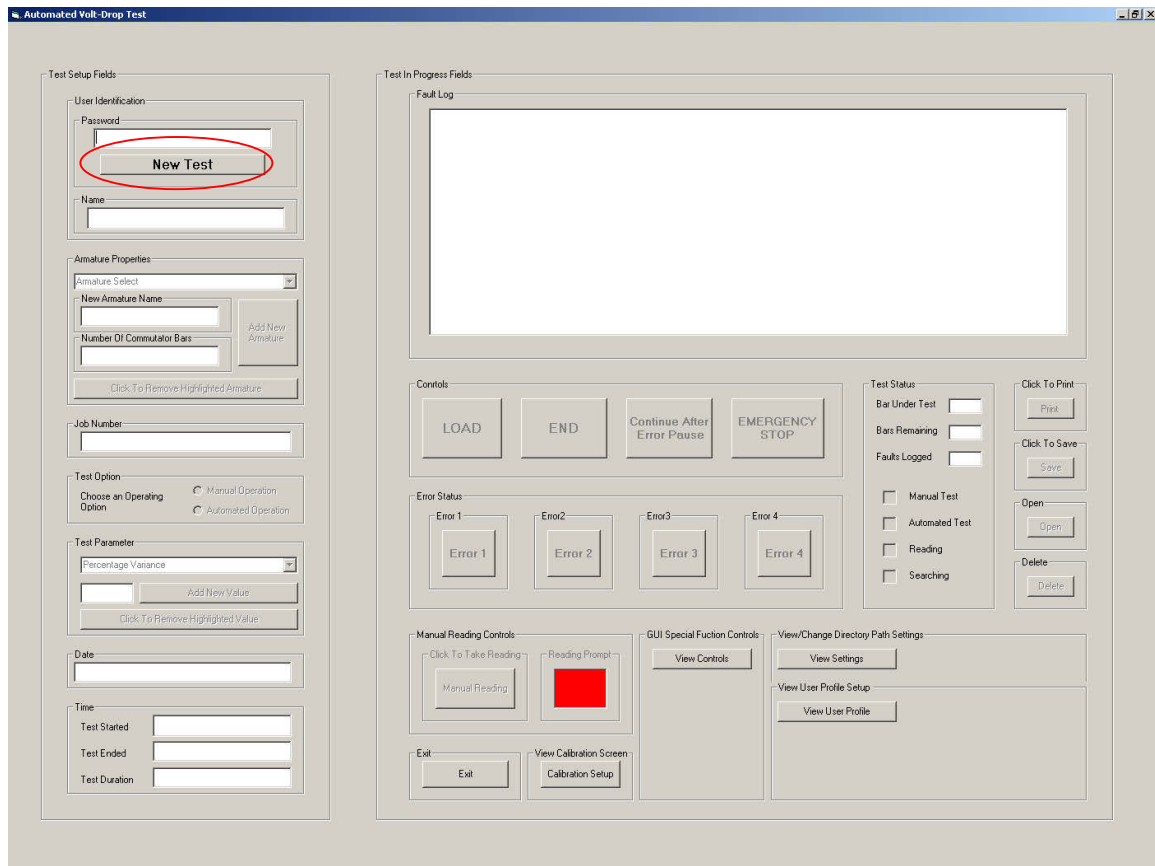 Automated Volt-Drop Test
Test Setup Fields
User Identification
Password
New Test
Name
Armature Properties
Armature Select
New Armature Name
Number Of Commutator Bars
Add New
Armature
Click To Remove Highlighted Armature
Job Number
Test Option
Choose an Operating
Option
Manual Operation
Automated Operation
Test Parameter
Percentage Variance
Add New Value
Click To Remove Highlighted Value
Date
Time
Test Started
Test Ended
Test Duration
Test In Progress Fields
Fault Log
Conrtols
LOAD
END
Continue After
Error Pause
EMERGENCY
STOP
Error Status
Error 1
Error 1
Error2
Error 2
Error3
Error 3
Error 4
Error 4
Test Status
Bar Under Test
Bars Remaining
Faults Logged
Manual Test
Automated Test
Reading
Searching
Click To Print
Print
Click To Save
Save
Open
Open
Delete
Delete
Manual Reading Controls
Click To Take Reading
Manual Reading
Reading Prompt
Exit
Exit
View Calibration Screen
Calibration Setup
GUI Special Fuction Controls
View Controls
View/Change Directory Path Settings
View Settings
View User Profile Setup
View User Profile